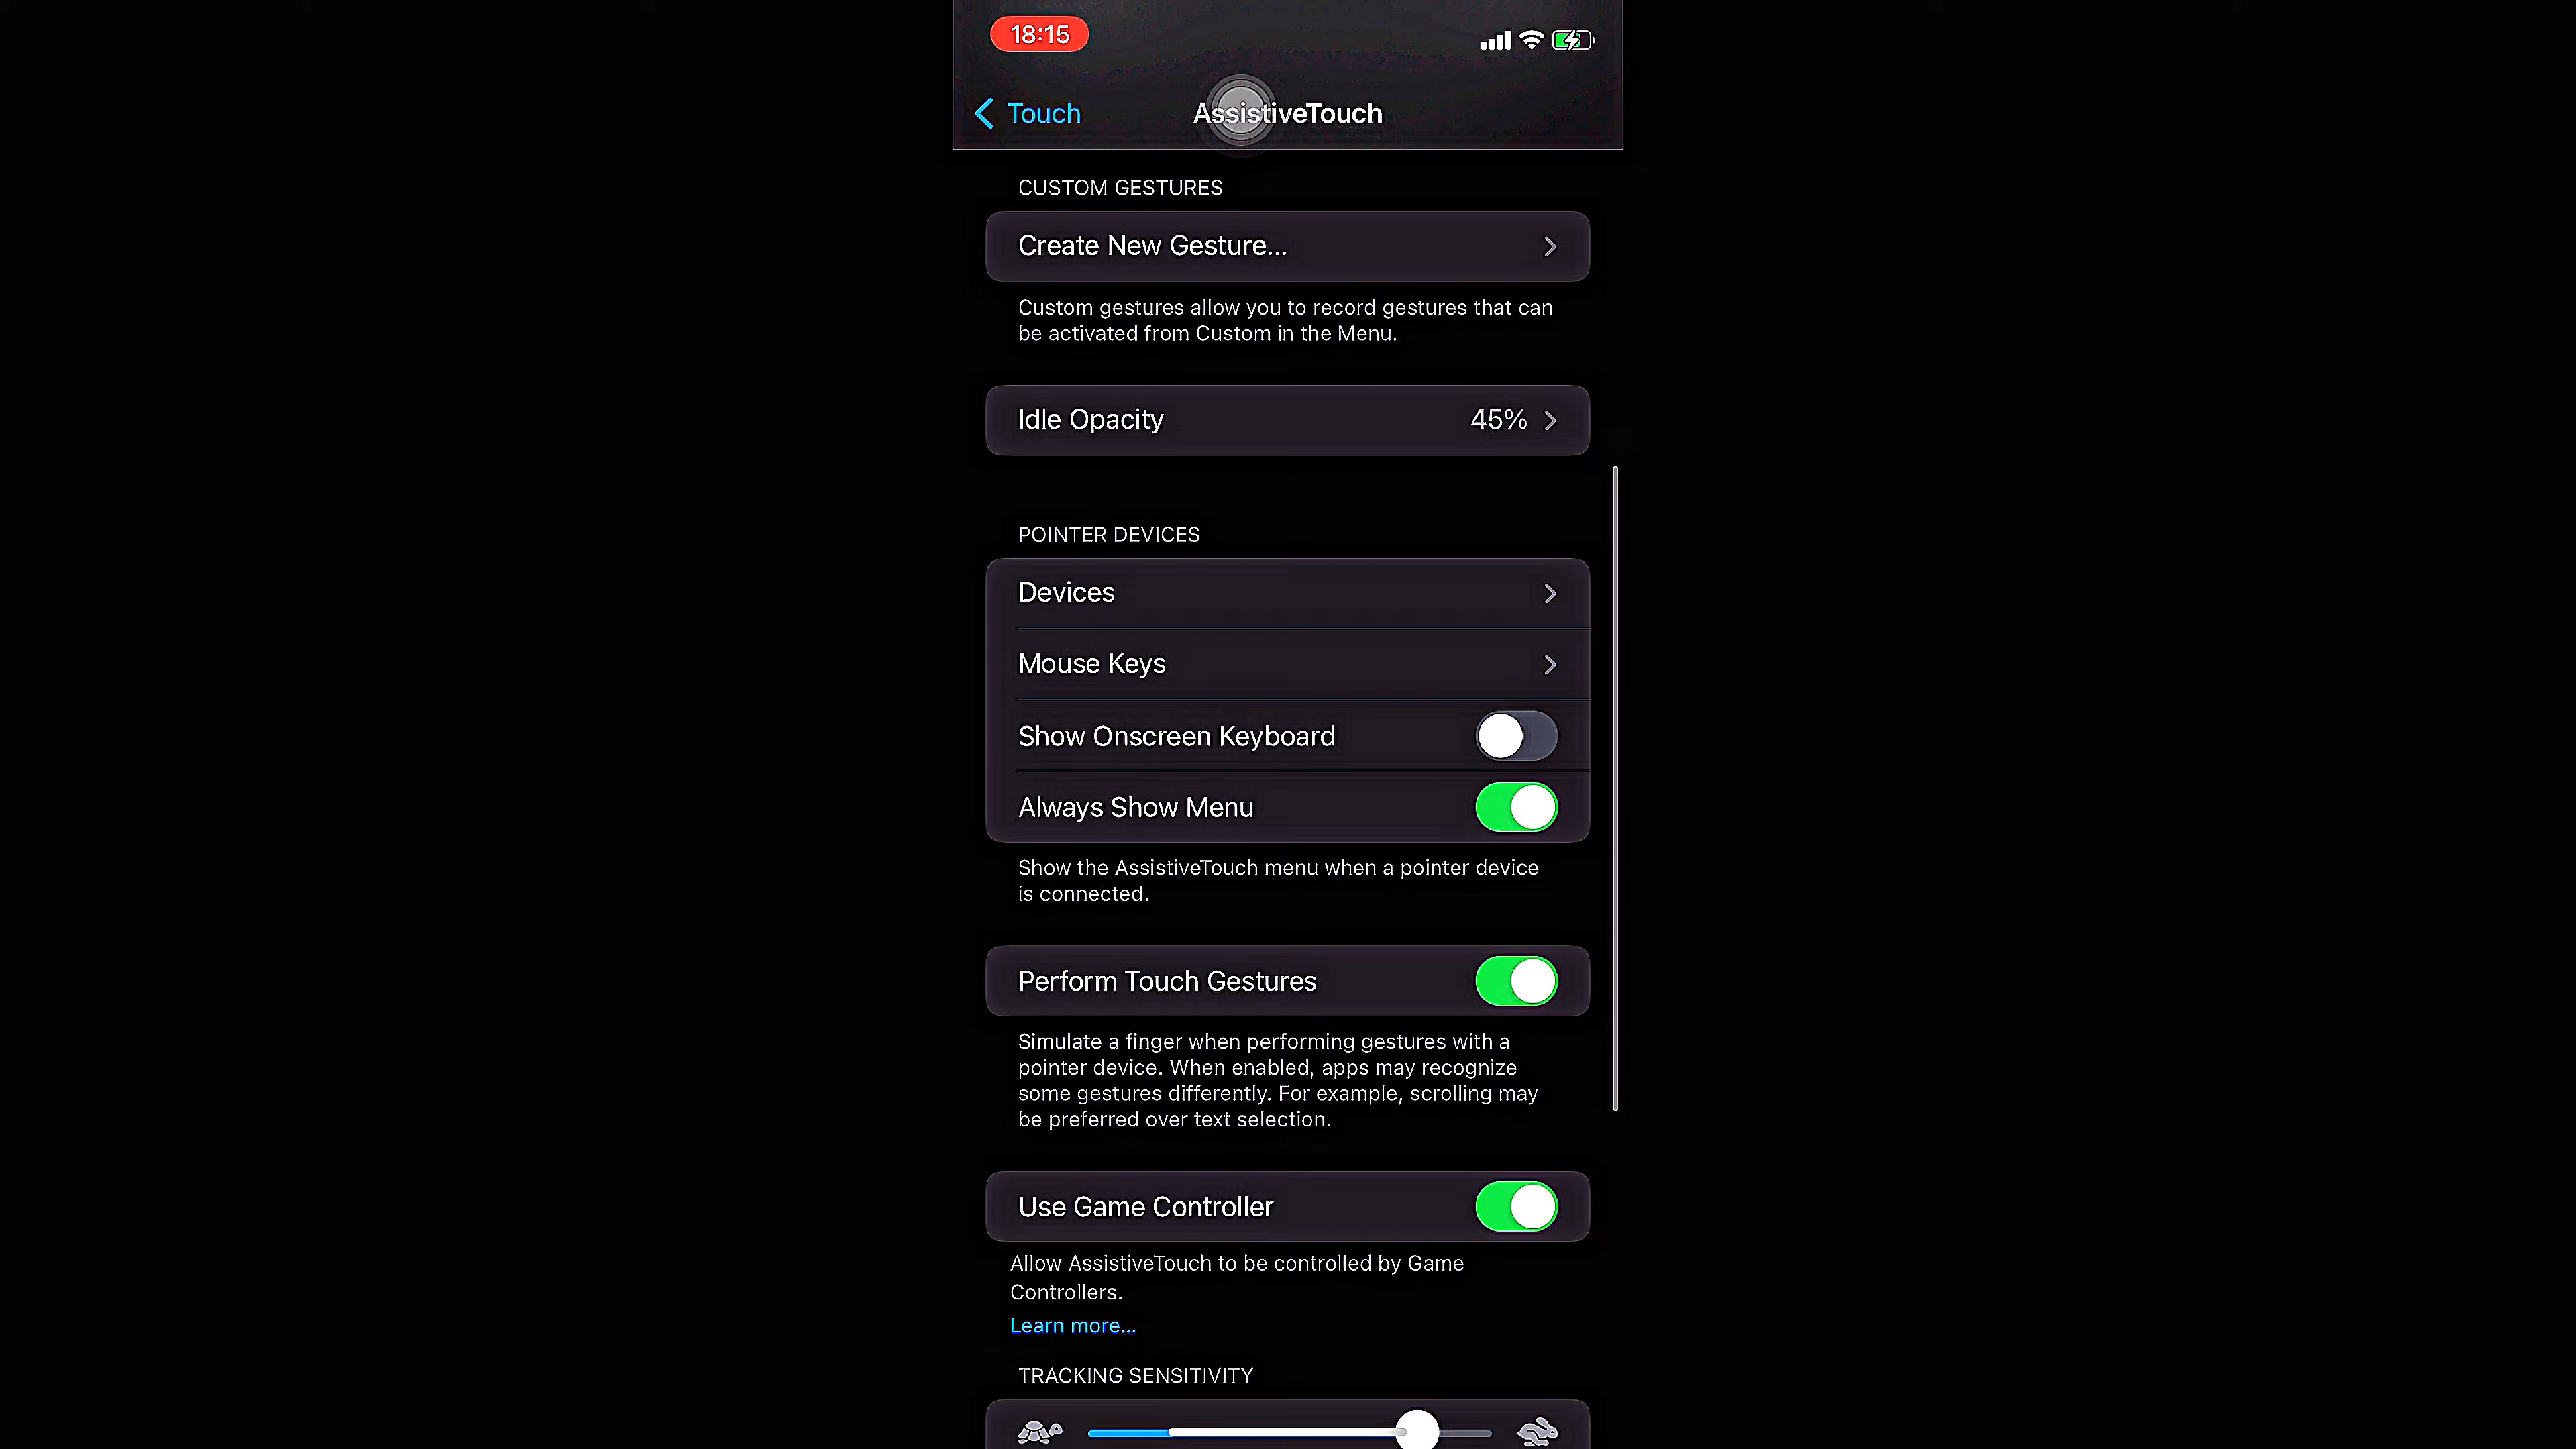 18:15
Touch
AssistiveTouch
CUSTOM GESTURES
Create New Gesture...
Custom gestures allow you to record gestures that can
be activated from Custom in the Menu.
Idle Opacity 45%
POINTER DEVICES
Devices
Mouse Keys
Show Onscreen Keyboard
Always Show Menu
Show the AssistiveTouch menu when a pointer device
is connected.
Perform Touch Gestures
Simulate a finger when performing gestures with a
pointer device. When enabled, apps may recognize
some gestures differently. For example, scrolling may
be preferred over text selection.
Use Game Controller
Allow AssistiveTouch to be controlled by Game
Controllers.
Learn more...
TRACKING SENSITIVITY